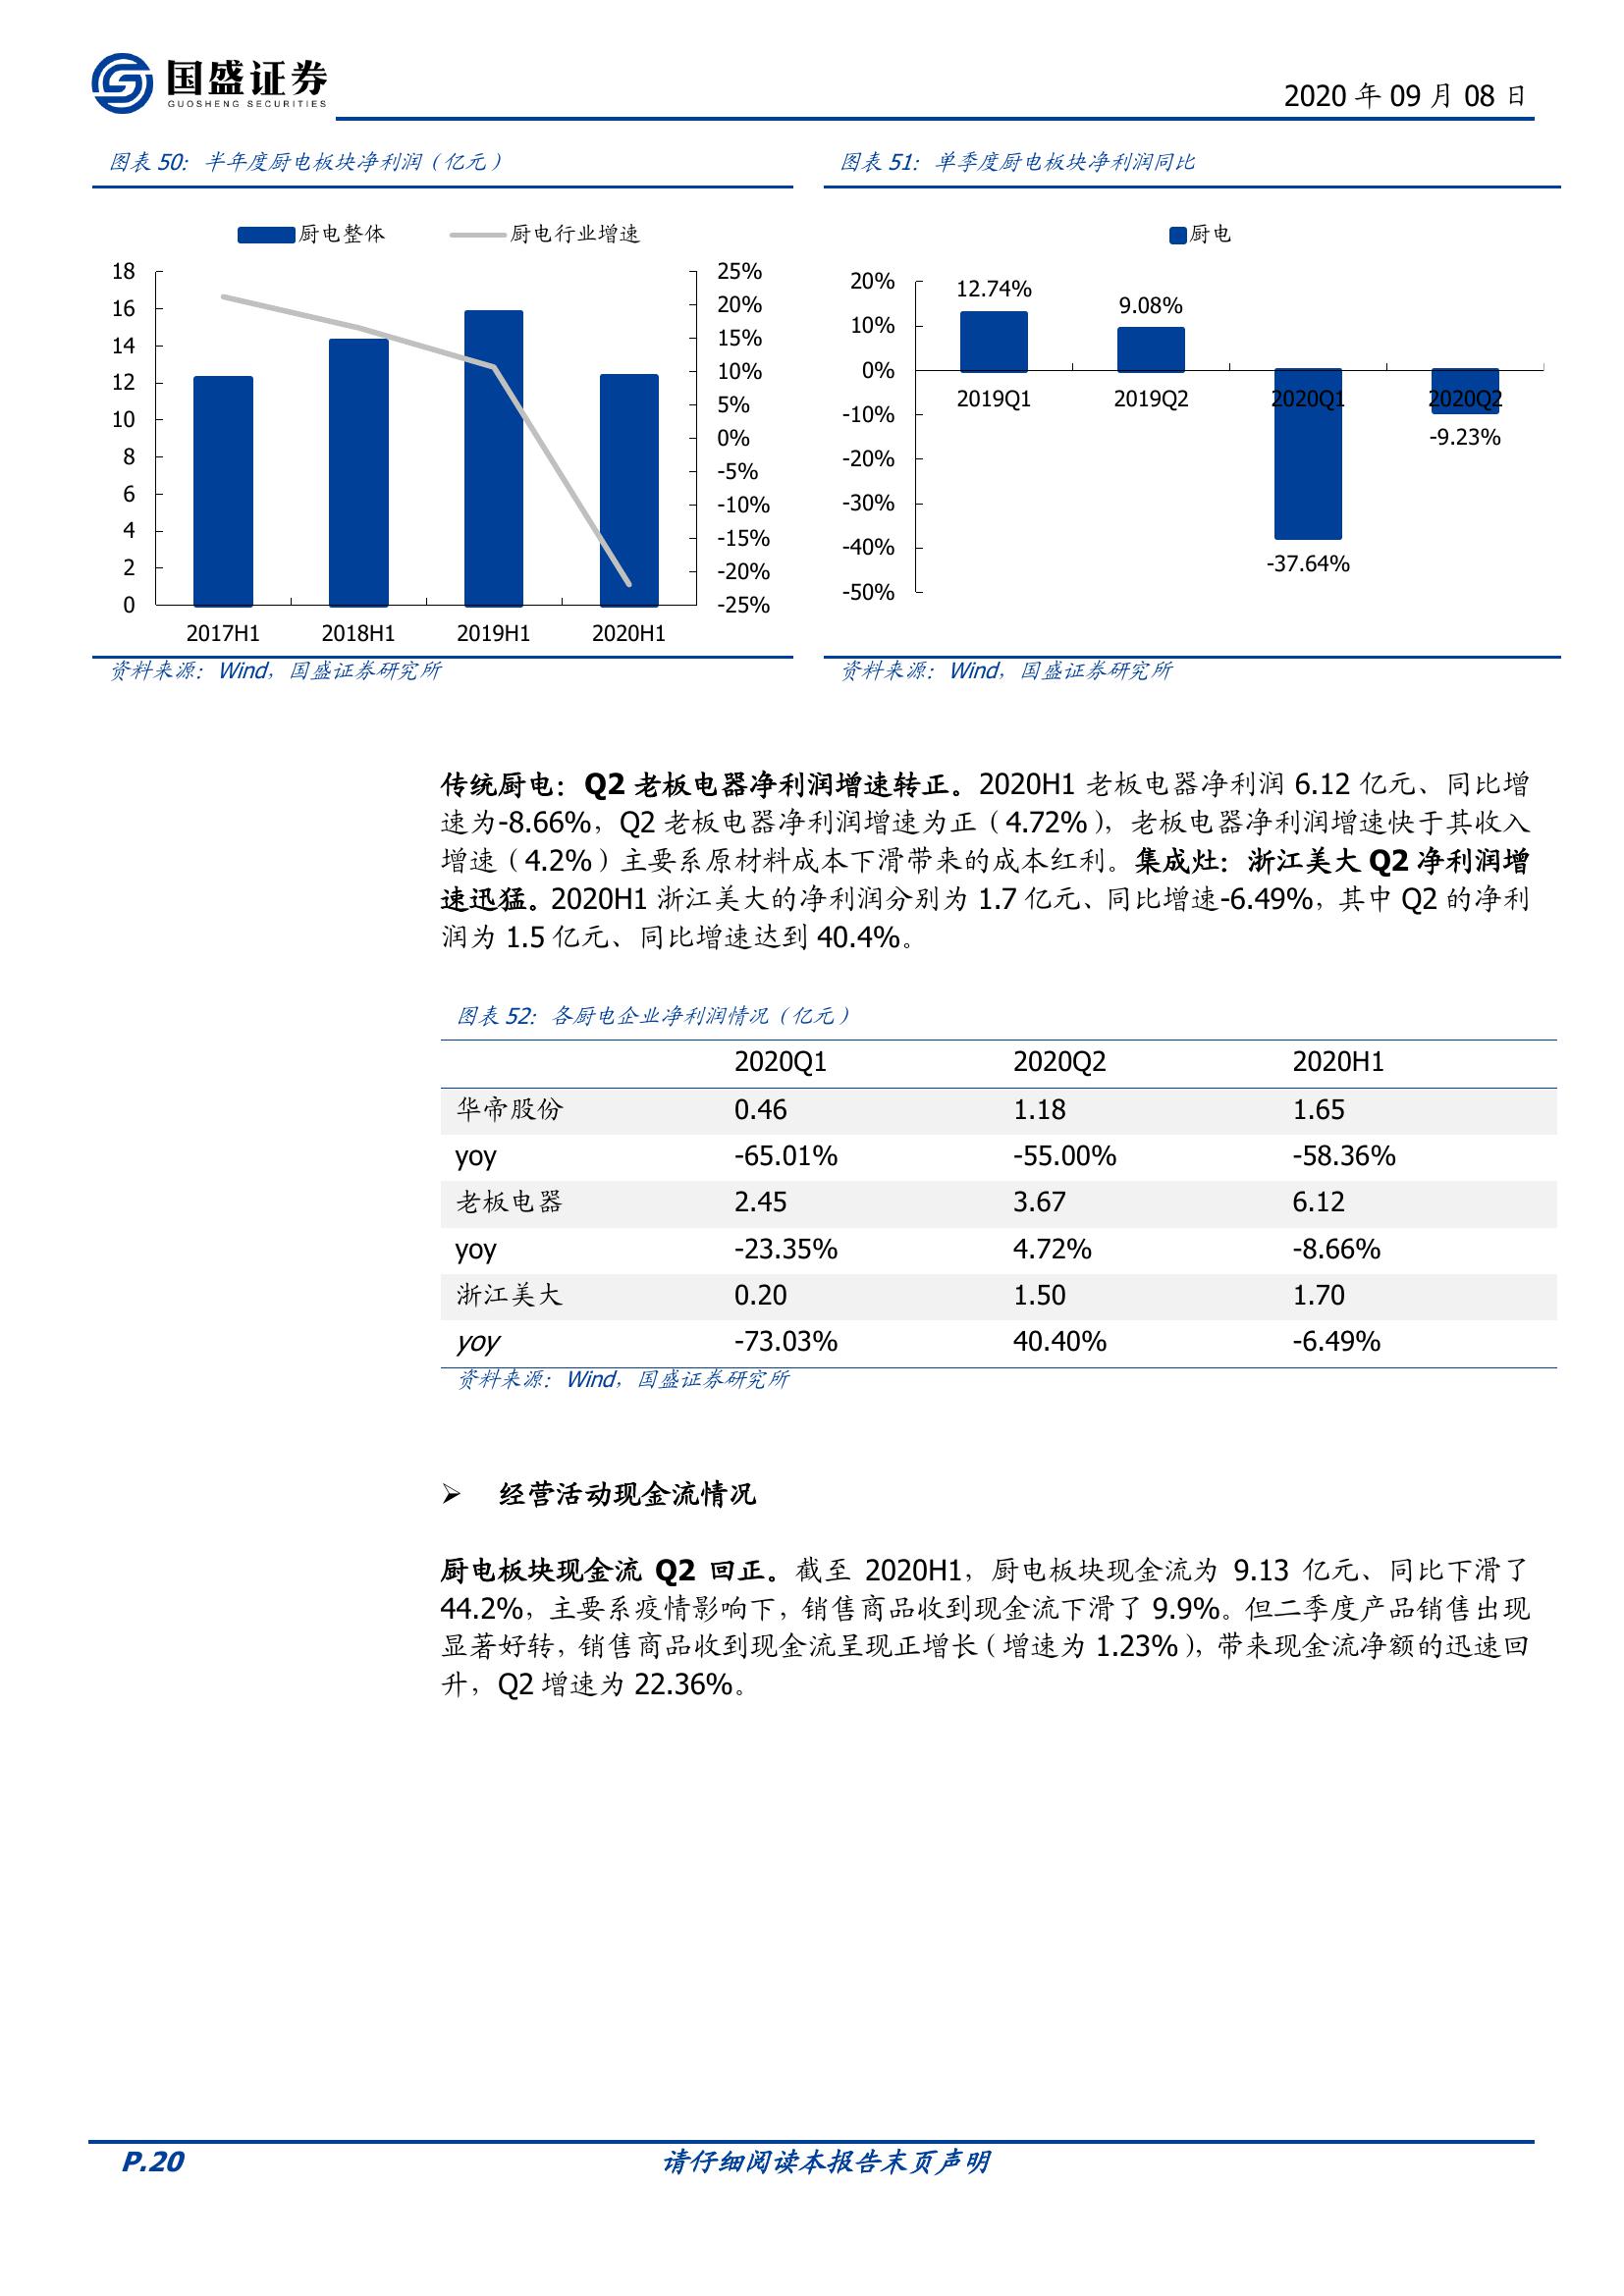 国盛证券
GUOSHENG SECURITIES
2020 年 09 月 08 日
图表 50：半年度厨电板块净利润（亿元）
厨电整体 厨电行业增速
18
16
14
12
10
8
6
4
2
0
25%
20%
15%
10%
5%
0%
-5%
-10%
-15%
-20%
-25%
2017H1 2018H1 2019H1 2020H1
资料来源：Wind，国盛证券研究所
图表 51：单季度厨电板块净利润同比
厨电
20%
10%
0%
-10%
-20%
-30%
-40%
-50%
12.74%
9.08%
-37.64%
-9.23%
2019Q1 2019Q2 2020Q1 2020Q2
资料来源：Wind，国盛证券研究所
传统厨电：Q2 老板电器净利润增速转正。2020H1 老板电器净利润 6.12 亿元、同比增
速为-8.66%，Q2 老板电器净利润增速为正（4.72%），老板电器净利润增速快于其收入
增速（4.2%）主要系原材料成本下滑带来的成本红利。集成灶：浙江美大 Q2 净利润增
速迅猛。2020H1 浙江美大的净利润分别为 1.7 亿元、同比增速-6.49%，其中 Q2 的净利
润为 1.5 亿元、同比增速达到 40.4%。
图表 52：各厨电企业净利润情况（亿元）
2020Q1 2020Q2 2020H1
华帝股份 0.46 1.18 1.65
yoy -65.01% -55.00% -58.36%
老板电器 2.45 3.67 6.12
yoy -23.35% 4.72% -8.66%
浙江美大 0.20 1.50 1.70
yoy -73.03% 40.40% -6.49%
资料来源：Wind，国盛证券研究所
➢ 经营活动现金流情况
厨电板块现金流 Q2 回正。截至 2020H1，厨电板块现金流为 9.13 亿元、同比下滑了
44.2%，主要系疫情影响下，销售商品收到现金流下滑了 9.9%。但二季度产品销售出现
显著好转，销售商品收到现金流呈现正增长（增速为 1.23%），带来现金流净额的迅速回
升，Q2 增速为 22.36%。
P.20 请仔细阅读本报告末页声明